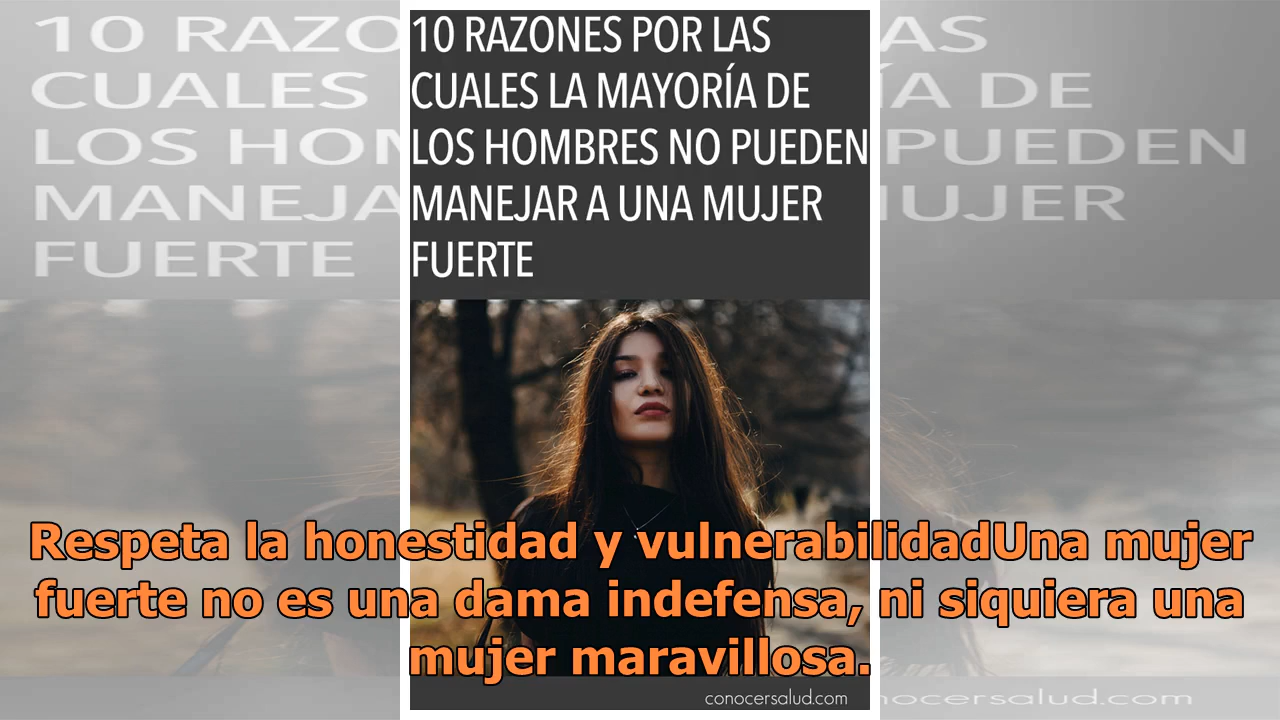 10 RAZONES POR LAS
CUALES LA MAYORÍA DE
LOS HOMBRES NO PUEDEN
MANEJAR A UNA MUJER
FUERTE
Respeta la honestidad y vulnerabilidadUna mujer
fuerte no es una dama indefensa, ni siquiera una
mujer maravillosa.
conocersalud.com